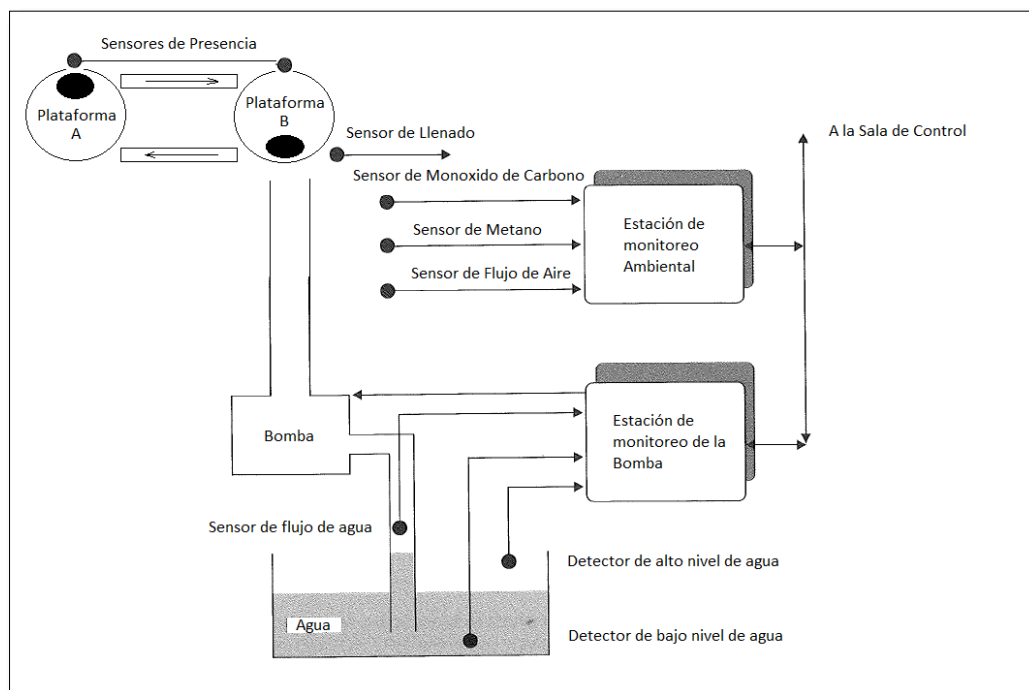 Sensores de Presencia
Plataforma
A
Plataforma
B
Sensor de Llenado
A la Sala de Control
Sensor de Monoxido de Carbono
Sensor de Metano
Sensor de Flujo de Aire
Estación de
monitoreo
Ambiental
Bomba
Estación de
monitoreo de la
Bomba
Sensor de flujo de agua
Detector de alto nivel de agua
Agua
Detector de bajo nivel de agua